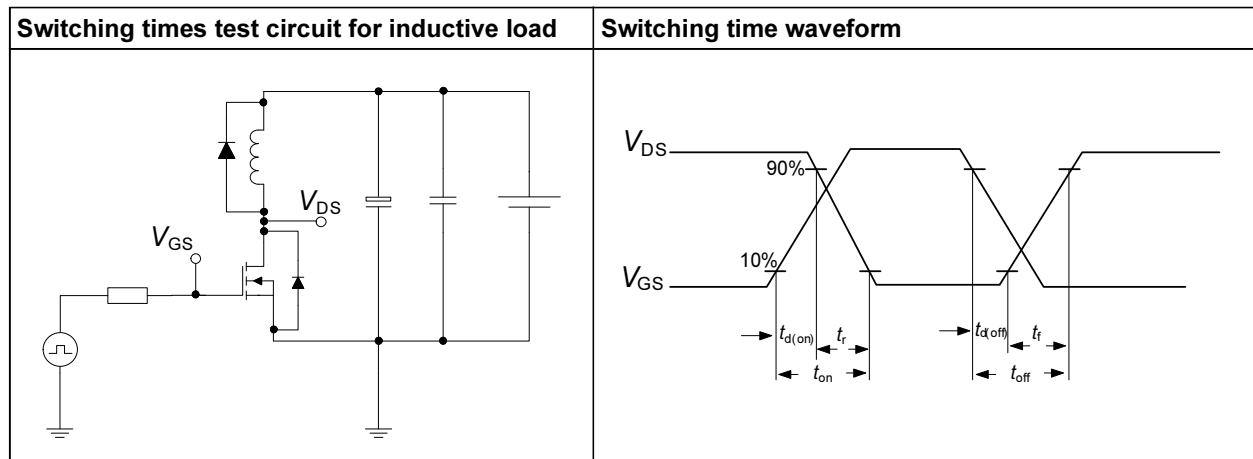 Switching times test circuit for inductive load
Switching time waveform
VDS
VGS
VDS
90%
10%
VGS
td(on)
tr
td(off)
tf
ton
toff